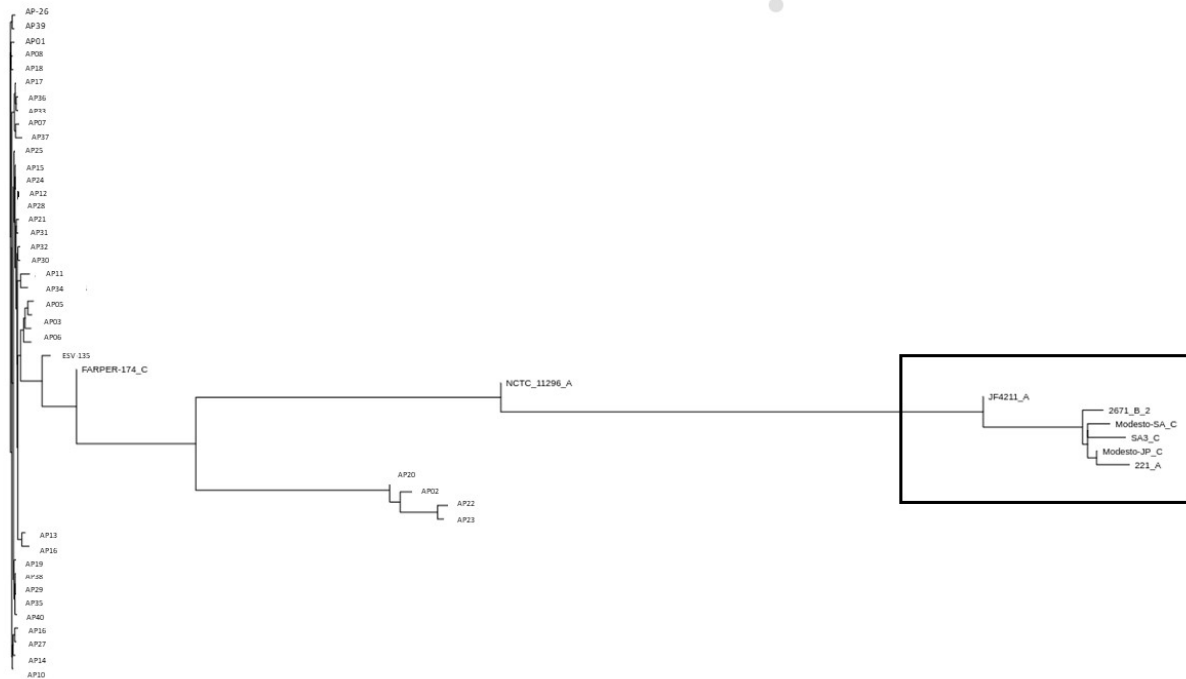 AP-26
AP39
AP01
AP08
AP18
AP17
AP36
AP33
AP07
AP37
AP25
AP15
AP24
AP12
AP28
AP21
AP31
AP32
AP30
AP11
AP34
AP05
AP03
AP06
ESV-135
FARPER-174_C
NCTC_11296_A
JF4211_A
2671_B_2
Modesto-SA_C
SA3_C
Modesto-JP_C
221_A
AP20
AP02
AP22
AP23
AP13
AP16
AP19
AP38
AP29
AP35
AP40
AP16
AP27
AP14
AP10